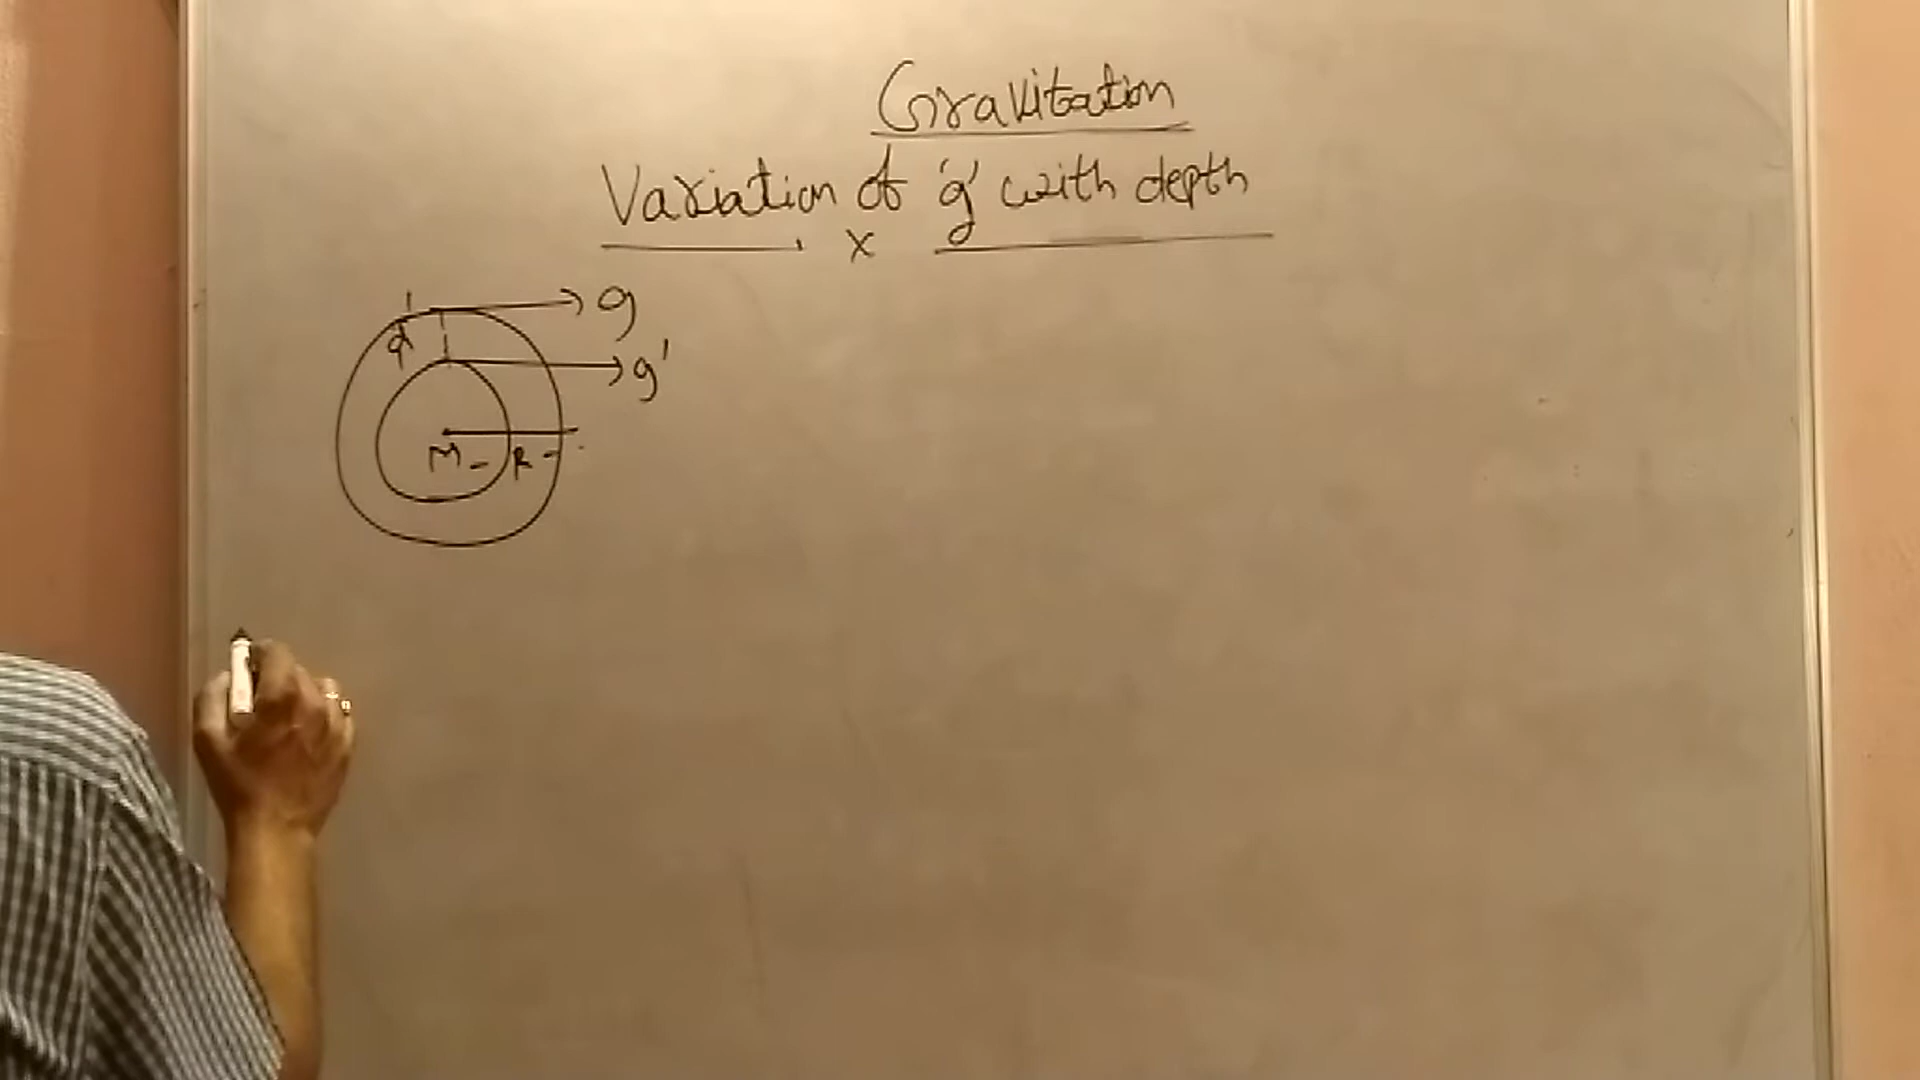 Gravitation
Variation of 'g' with depth
x
g
d
g'
M - R -